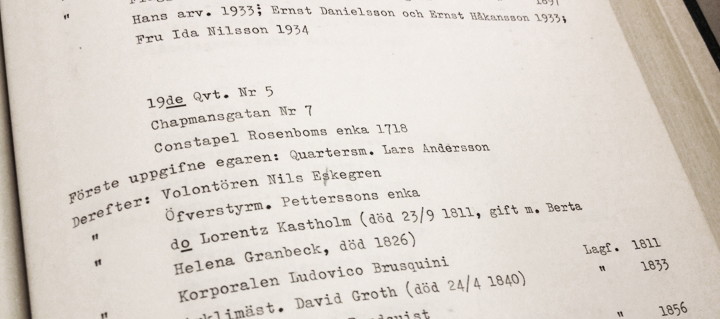 1891
" Hans arv. 1933; Ernst Danielsson och Ernst Håkansson 1933;
Fru Ida Nilsson 1934
19de Qvt. Nr 5
Chapmansgatan Nr 7
Constapel Rosenboms enka 1718
Förste uppgifne egaren: Quartersm. Lars Andersson
Derefter: Volontören Nils Eskegren
" Öfverstyrm. Petterssons enka
" do Lorentz Kastholm (död 23/9 1811, gift m. Berta
Helena Granbeck, död 1826) Lagf. 1811
" Korporalen Ludovico Brusquini " 1833
David Groth (död 24/4 1840)
" 1856